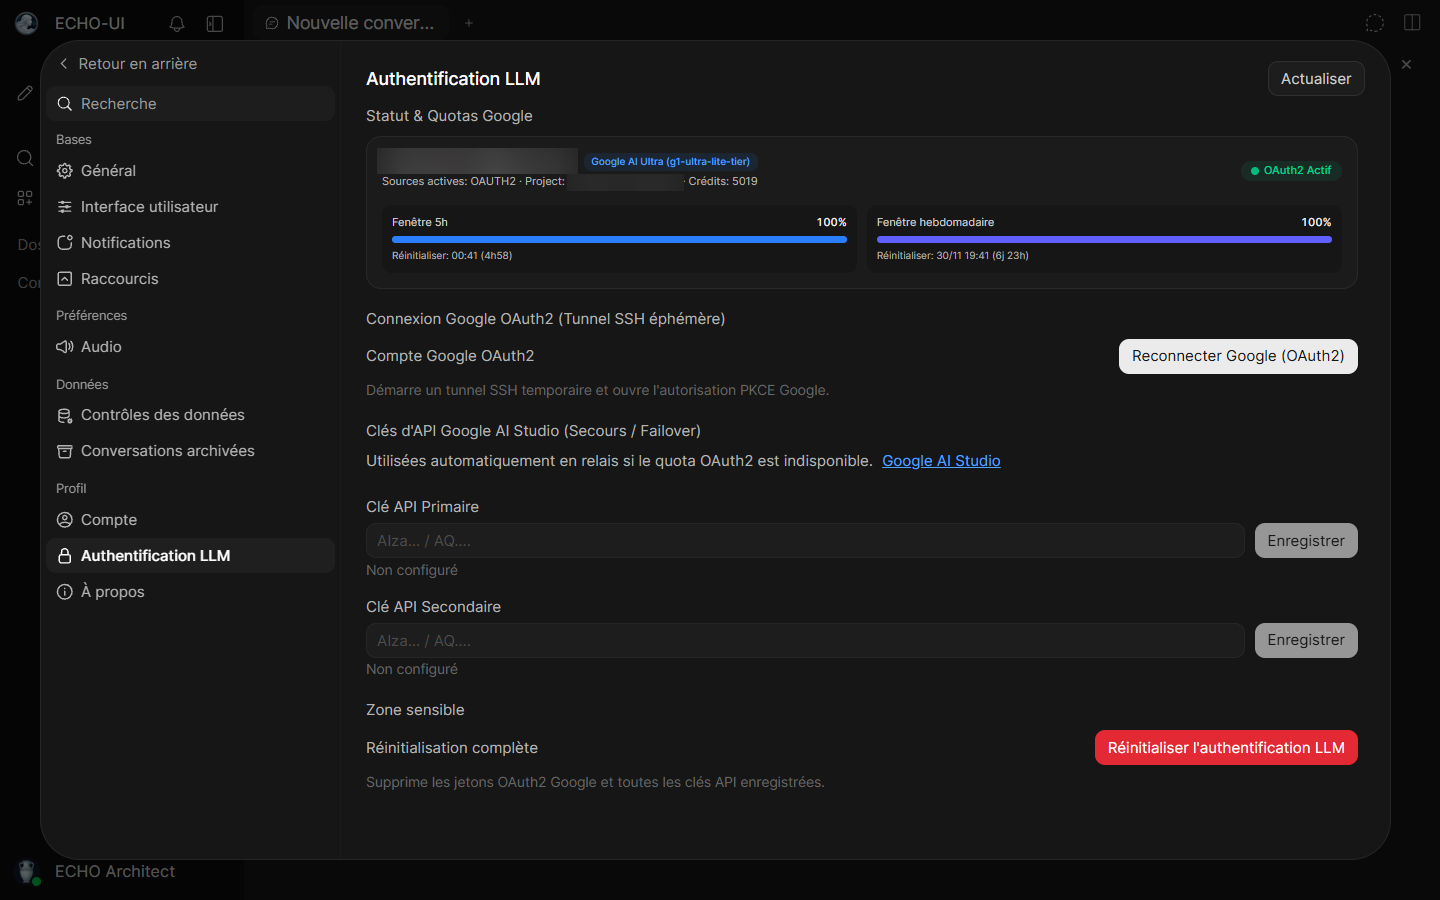 ECHO-UI
Nouvelle conver...
Retour en arrière
Recherche
Bases
Général
Interface utilisateur
Notifications
Raccourcis
Préférences
Audio
Données
Contrôles des données
Conversations archivées
Profil
Compte
Authentification LLM
À propos
ECHO Architect
Authentification LLM
Actualiser
Statut & Quotas Google
Google AI Ultra (g1-ultra-lite-tier)
Sources actives: OAUTH2 · Project: · Crédits: 5019
OAuth2 Actif
Fenêtre 5h 100%
Réinitialiser: 00:41 (4h58)
Fenêtre hebdomadaire 100%
Réinitialiser: 30/11 19:41 (6j 23h)
Connexion Google OAuth2 (Tunnel SSH éphémère)
Compte Google OAuth2
Reconnecter Google (OAuth2)
Démarre un tunnel SSH temporaire et ouvre l'autorisation PKCE Google.
Clés d'API Google AI Studio (Secours / Failover)
Utilisées automatiquement en relais si le quota OAuth2 est indisponible. Google AI Studio
Clé API Primaire
AIza... / AQ....
Enregistrer
Non configuré
Clé API Secondaire
AIza... / AQ....
Enregistrer
Non configuré
Zone sensible
Réinitialisation complète
Réinitialiser l'authentification LLM
Supprime les jetons OAuth2 Google et toutes les clés API enregistrées.